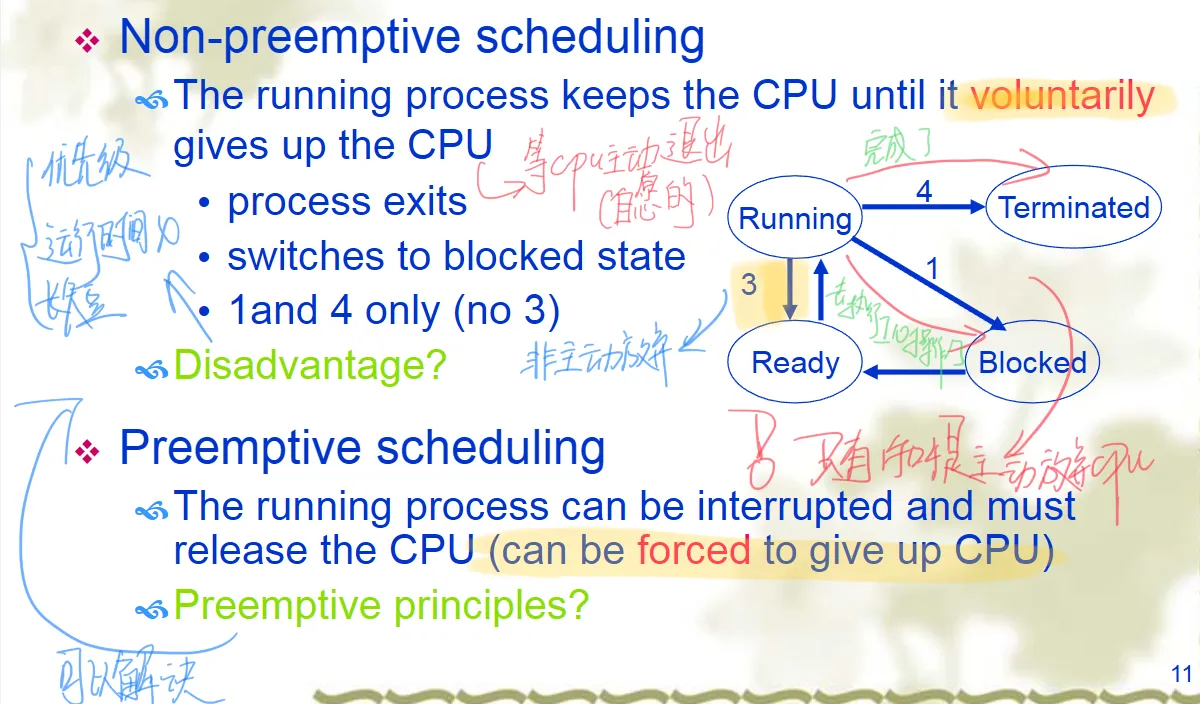 Non-preemptive scheduling
The running process keeps the CPU until it voluntarily
gives up the CPU
等cpu主动退出
(自愿的)
• process exits
• switches to blocked state
• 1and 4 only (no 3)
Disadvantage?
优先级
运行时间
长短
非主动放弃
完成了
Running
4
Terminated
3
1
去执行I/O操作了
Ready
Blocked
只有
主动放弃cpu
Preemptive scheduling
The running process can be interrupted and must
release the CPU (can be forced to give up CPU)
Preemptive principles?
可以解决
11